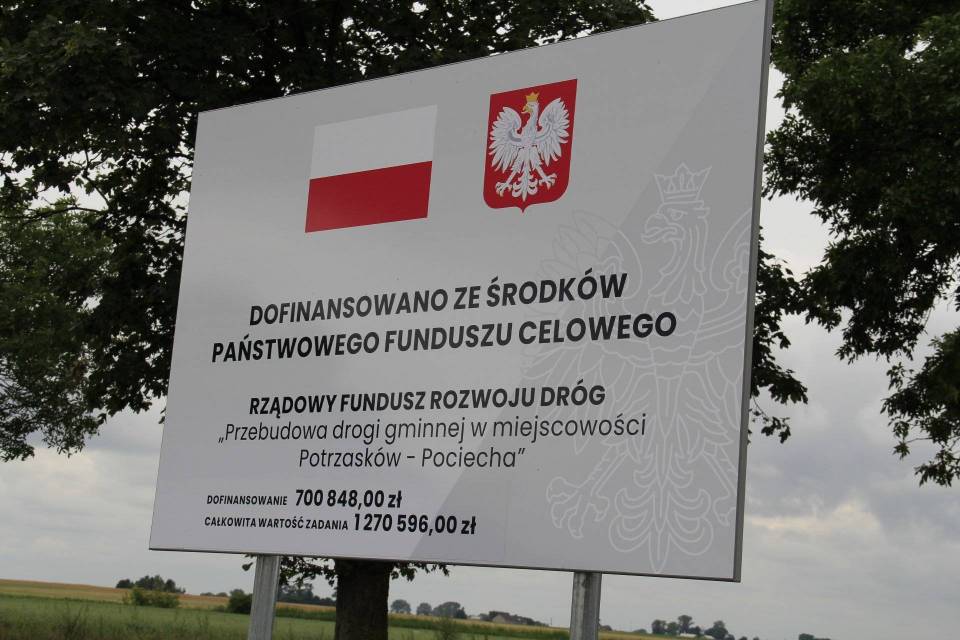 DOFINANSOWANO ZE ŚRODKÓW
PAŃSTWOWEGO FUNDUSZU CELOWEGO
RZĄDOWY FUNDUSZ ROZWOJU DRÓG
„Przebudowa drogi gminnej w miejscowości
Potrzasków - Pociecha”
DOFINANSOWANIE 700 848,00 zł
CAŁKOWITA WARTOŚĆ ZADANIA 1 270 596,00 zł